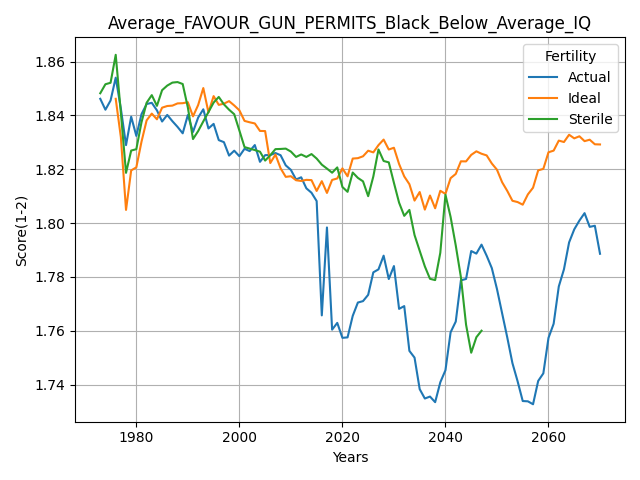 Average_FAVOUR_GUN_PERMITS_Black_Below_Average_IQ
Fertility
Actual
Ideal
Sterile
Score(1-2)
1.86
1.84
1.82
1.80
1.78
1.76
1.74
1980
2000
2020
2040
2060
Years